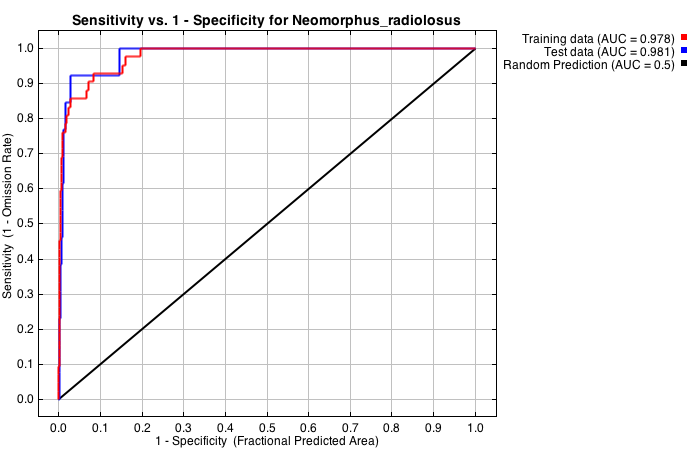 Sensitivity vs. 1 - Specificity for Neomorphus_radiolosus
Training data (AUC = 0.978)
Test data (AUC = 0.981)
Random Prediction (AUC = 0.5)
Sensitivity (1 - Omission Rate)
1.0
0.9
0.8
0.7
0.6
0.5
0.4
0.3
0.2
0.1
0.0
0.0 0.1 0.2 0.3 0.4 0.5 0.6 0.7 0.8 0.9 1.0
1 - Specificity (Fractional Predicted Area)